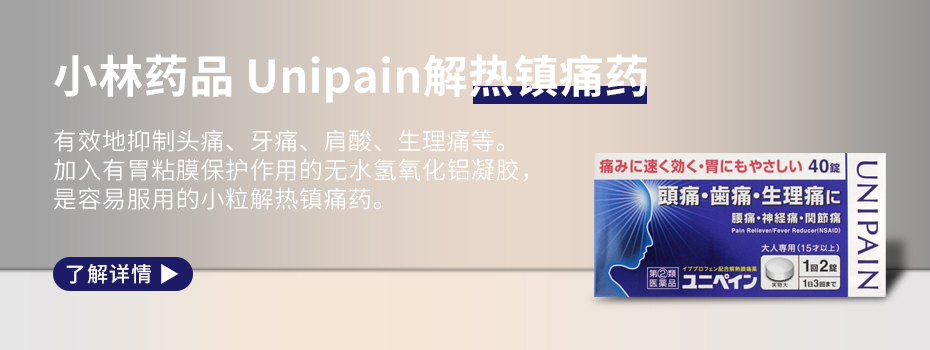 小林药品 Unipain解热镇痛药
有效地抑制头痛、牙痛、肩酸、生理痛等。
加入有胃粘膜保护作用的无水氢氧化铝凝胶，
是容易服用的小粒解热镇痛药。
了解详情 ▶
痛みに速く効く・胃にもやさしい 40錠
頭痛・歯痛・生理痛に
腰痛・神経痛・関節痛
Pain Reliever/Fever Reducer(NSAID)
大人専用(15才以上)
イブプロフェン配合解熱鎮痛薬
第②類
医薬品
ユニペイン
実物大
1回2錠
1日3回まで
UNIPAIN